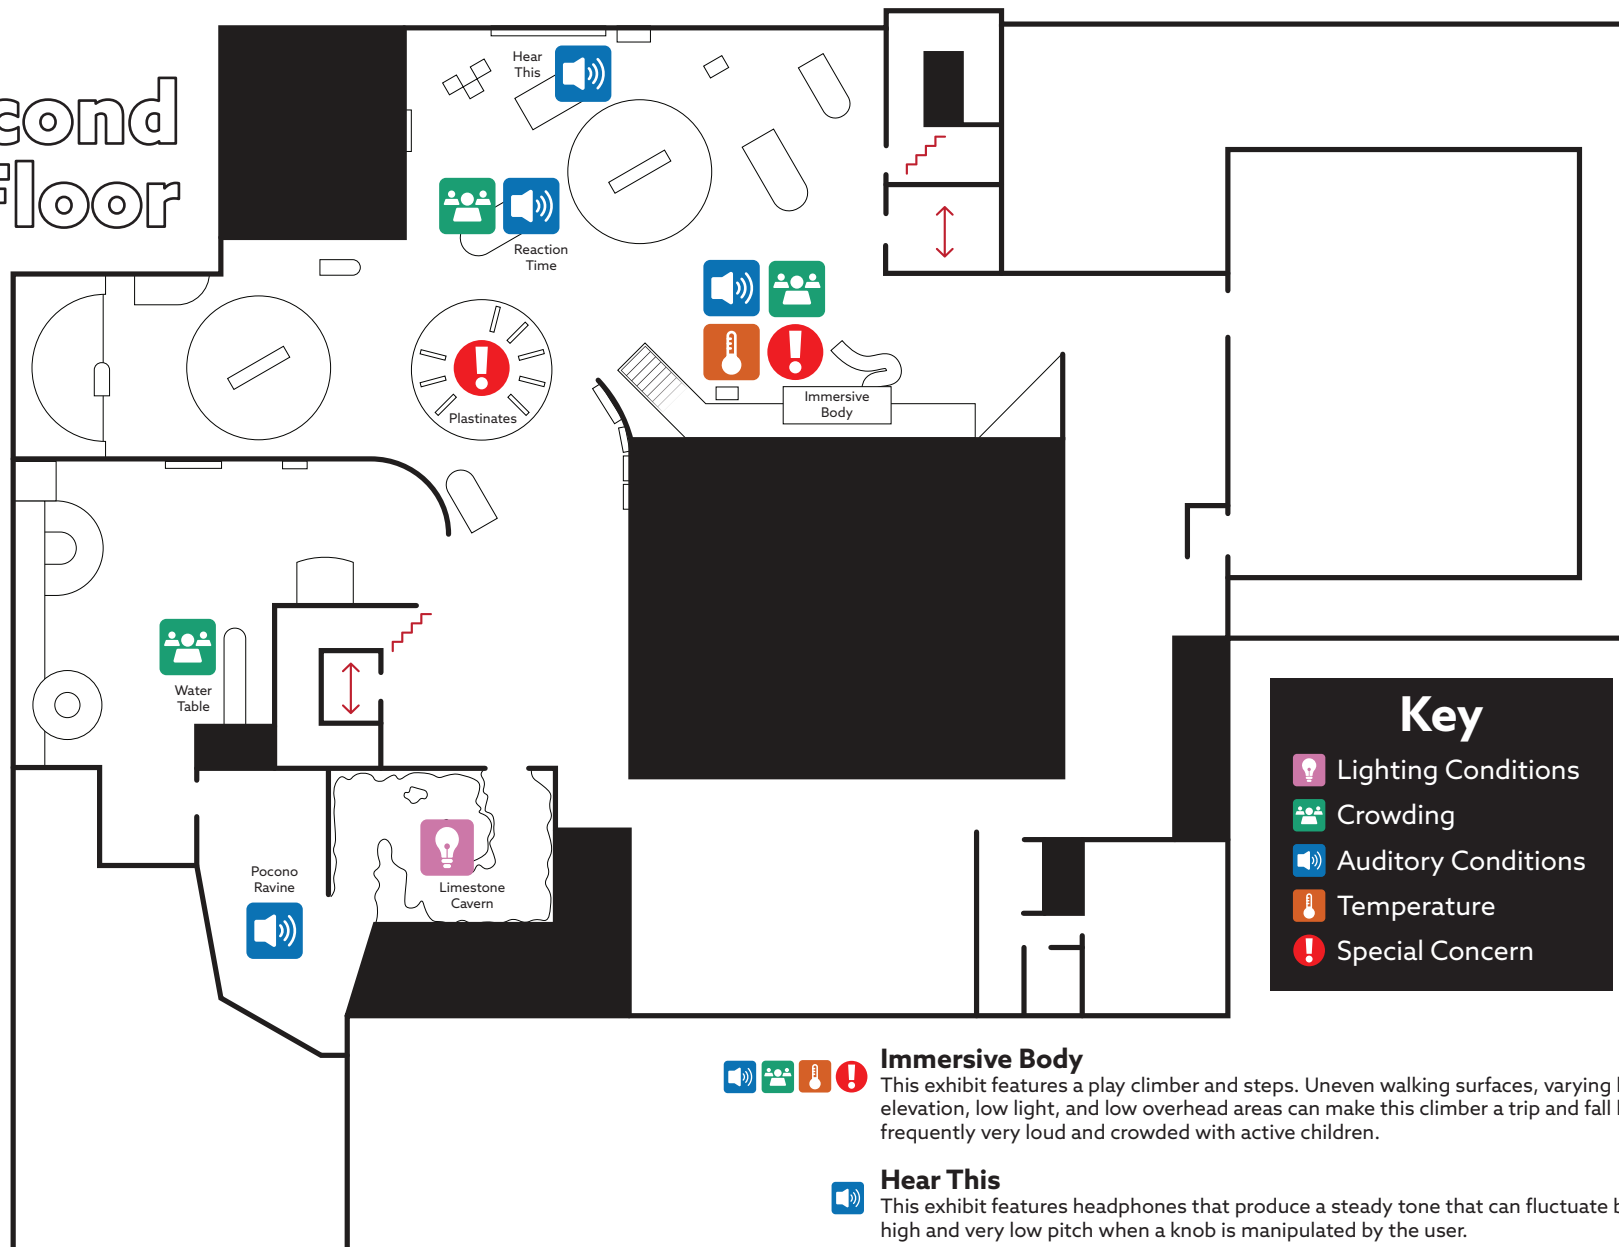 cond
Floor
Hear
This
Reaction
Time
Plastinates
Immersive
Body
Water
Table
Pocono
Ravine
Limestone
Cavern
Key
Lighting Conditions
Crowding
Auditory Conditions
Temperature
Special Concern
Immersive Body
This exhibit features a play climber and steps. Uneven walking surfaces, varying
elevation, low light, and low overhead areas can make this climber a trip and fall
frequently very loud and crowded with active children.
Hear This
This exhibit features headphones that produce a steady tone that can fluctuate
high and very low pitch when a knob is manipulated by the user.